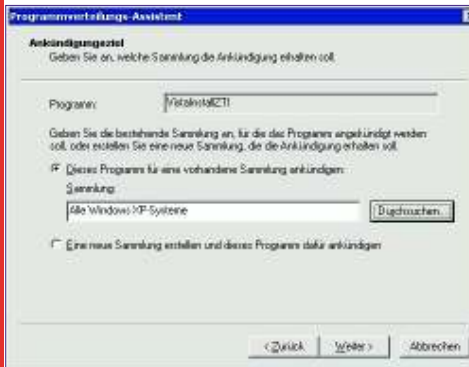 Programmverteilungs-Assistent
Ankündigungsziel
Geben Sie an, welche Sammlung die Ankündigung erhalten soll.
Programm:
VistaInstallZTI
Geben Sie die bestehende Sammlung an, für die das Programm angekündigt werden
soll, oder erstellen Sie eine neue Sammlung, die die Ankündigung erhalten soll.
Dieses Programm für eine vorhandene Sammlung ankündigen:
Sammlung:
Alle Windows XP-Systeme
Durchsuchen...
Eine neue Sammlung erstellen und dieses Programm dafür ankündigen
< Zurück
Weiter >
Abbrechen